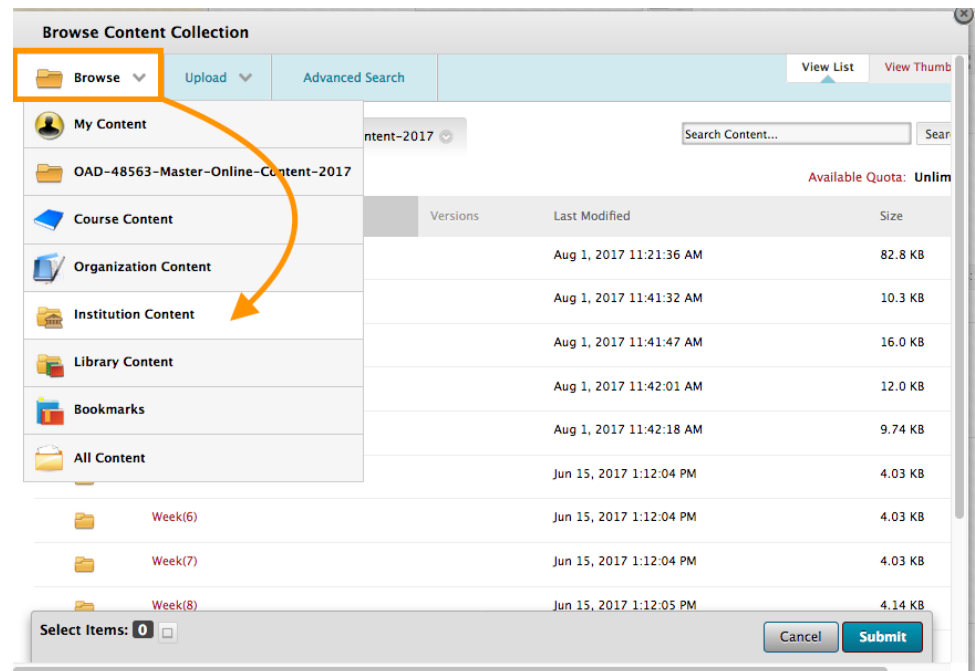 Browse Content Collection
Browse Upload Advanced Search View List View Thumb
My Content
ntent-2017 Search Content... Sear
OAD-48563-Master-Online-Content-2017
Available Quota: Unlim
Course Content
Versions Last Modified Size
Organization Content
Aug 1, 2017 11:21:36 AM 82.8 KB
Institution Content
Aug 1, 2017 11:41:32 AM 10.3 KB
Aug 1, 2017 11:41:47 AM 16.0 KB
Library Content
Aug 1, 2017 11:42:01 AM 12.0 KB
Bookmarks
Aug 1, 2017 11:42:18 AM 9.74 KB
All Content
Jun 15, 2017 1:12:04 PM 4.03 KB
Week(6) Jun 15, 2017 1:12:04 PM 4.03 KB
Week(7) Jun 15, 2017 1:12:04 PM 4.03 KB
Week(8) Jun 15, 2017 1:12:05 PM 4.14 KB
Select Items: 0 Cancel Submit